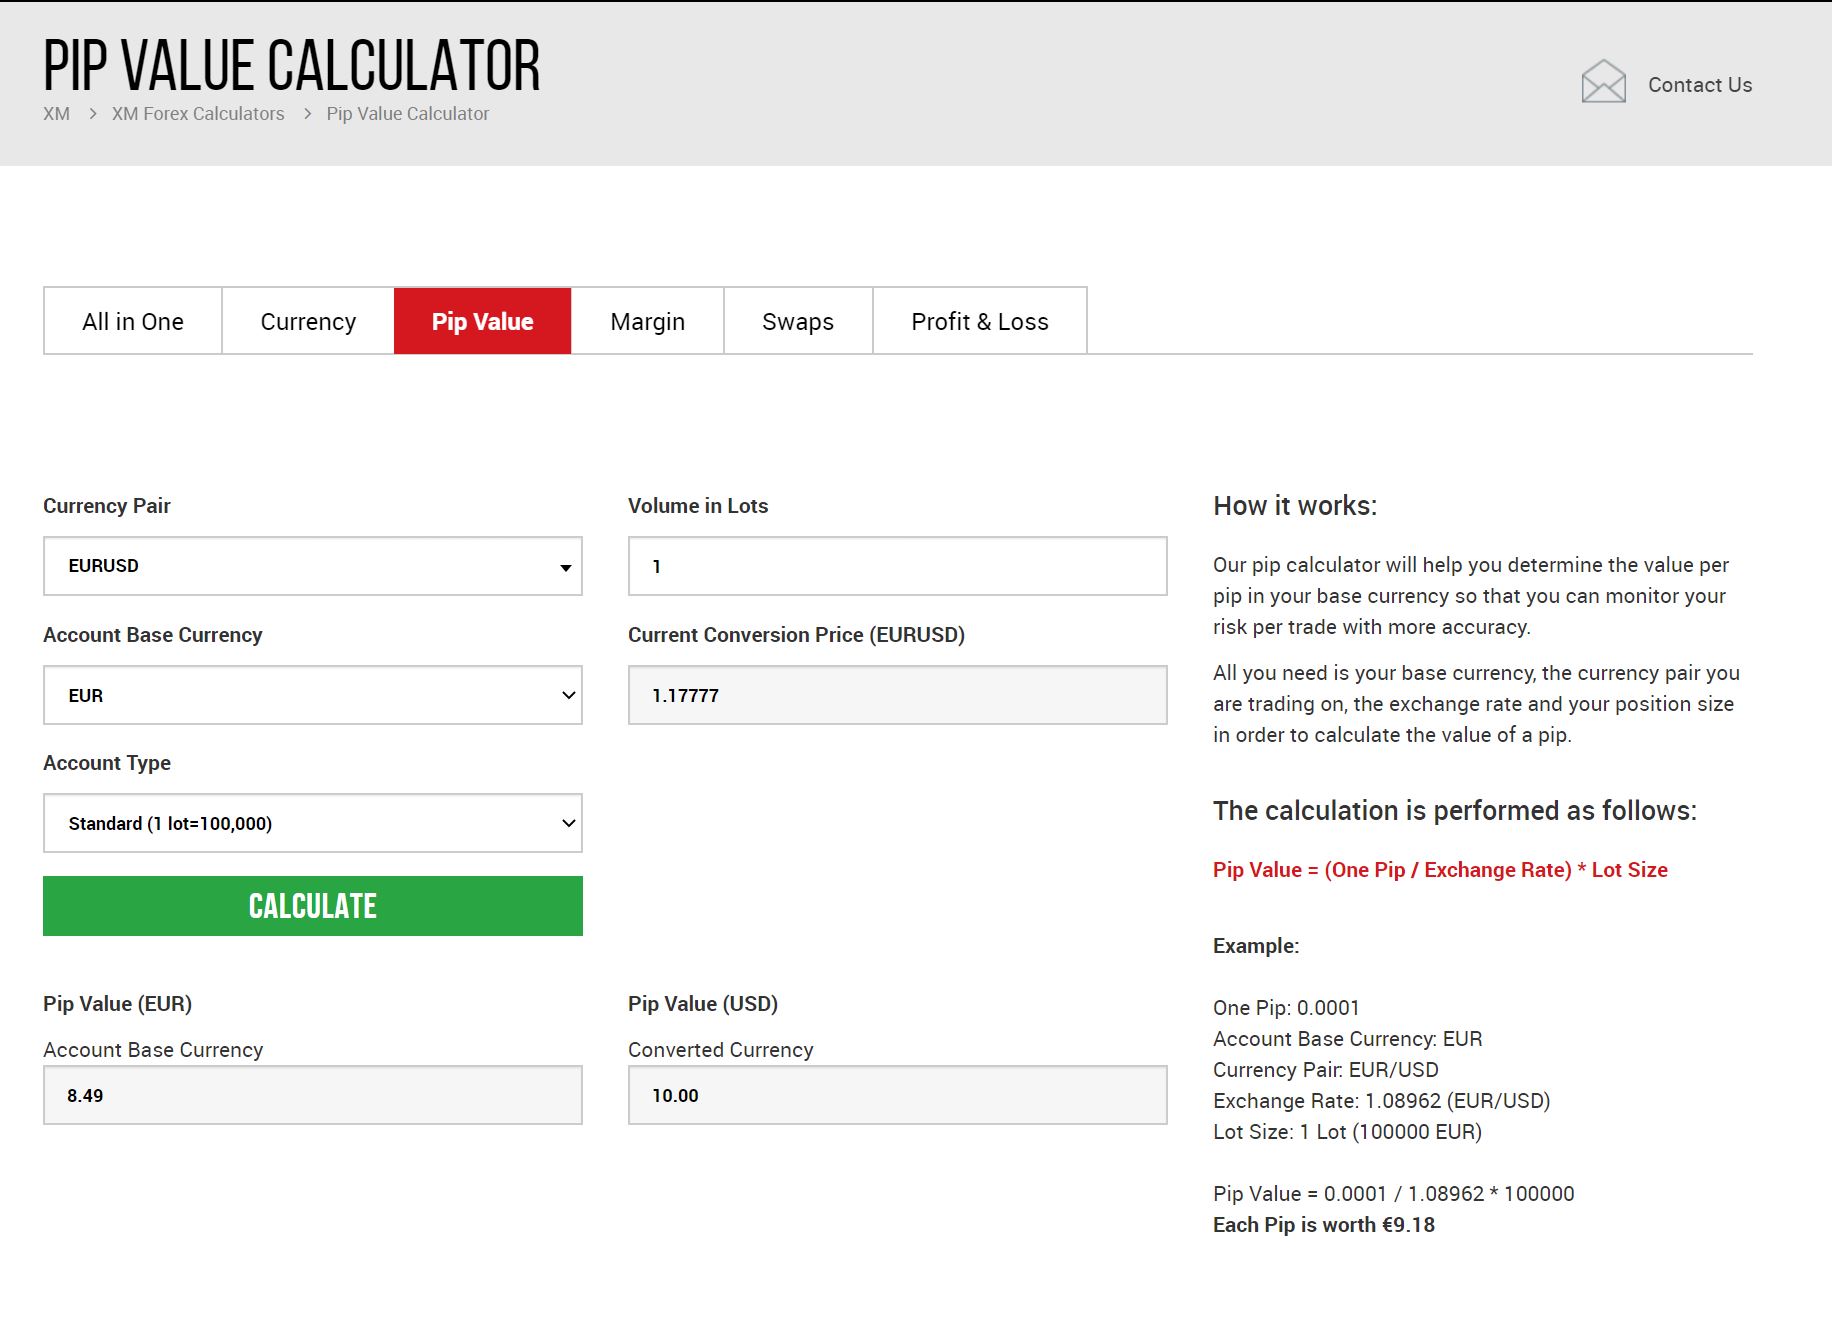 PIP VALUE CALCULATOR
XM > XM Forex Calculators > Pip Value Calculator
Contact Us
All in One
Currency
Pip Value
Margin
Swaps
Profit & Loss
Currency Pair
EURUSD
Volume in Lots
1
Account Base Currency
EUR
Current Conversion Price (EURUSD)
1.17777
Account Type
Standard (1 lot=100,000)
CALCULATE
Pip Value (EUR)
Account Base Currency
8.49
Pip Value (USD)
Converted Currency
10.00
How it works:
Our pip calculator will help you determine the value per
pip in your base currency so that you can monitor your
risk per trade with more accuracy.
All you need is your base currency, the currency pair you
are trading on, the exchange rate and your position size
in order to calculate the value of a pip.
The calculation is performed as follows:
Pip Value = (One Pip / Exchange Rate) * Lot Size
Example:
One Pip: 0.0001
Account Base Currency: EUR
Currency Pair: EUR/USD
Exchange Rate: 1.08962 (EUR/USD)
Lot Size: 1 Lot (100000 EUR)
Pip Value = 0.0001 / 1.08962 * 100000
Each Pip is worth €9.18